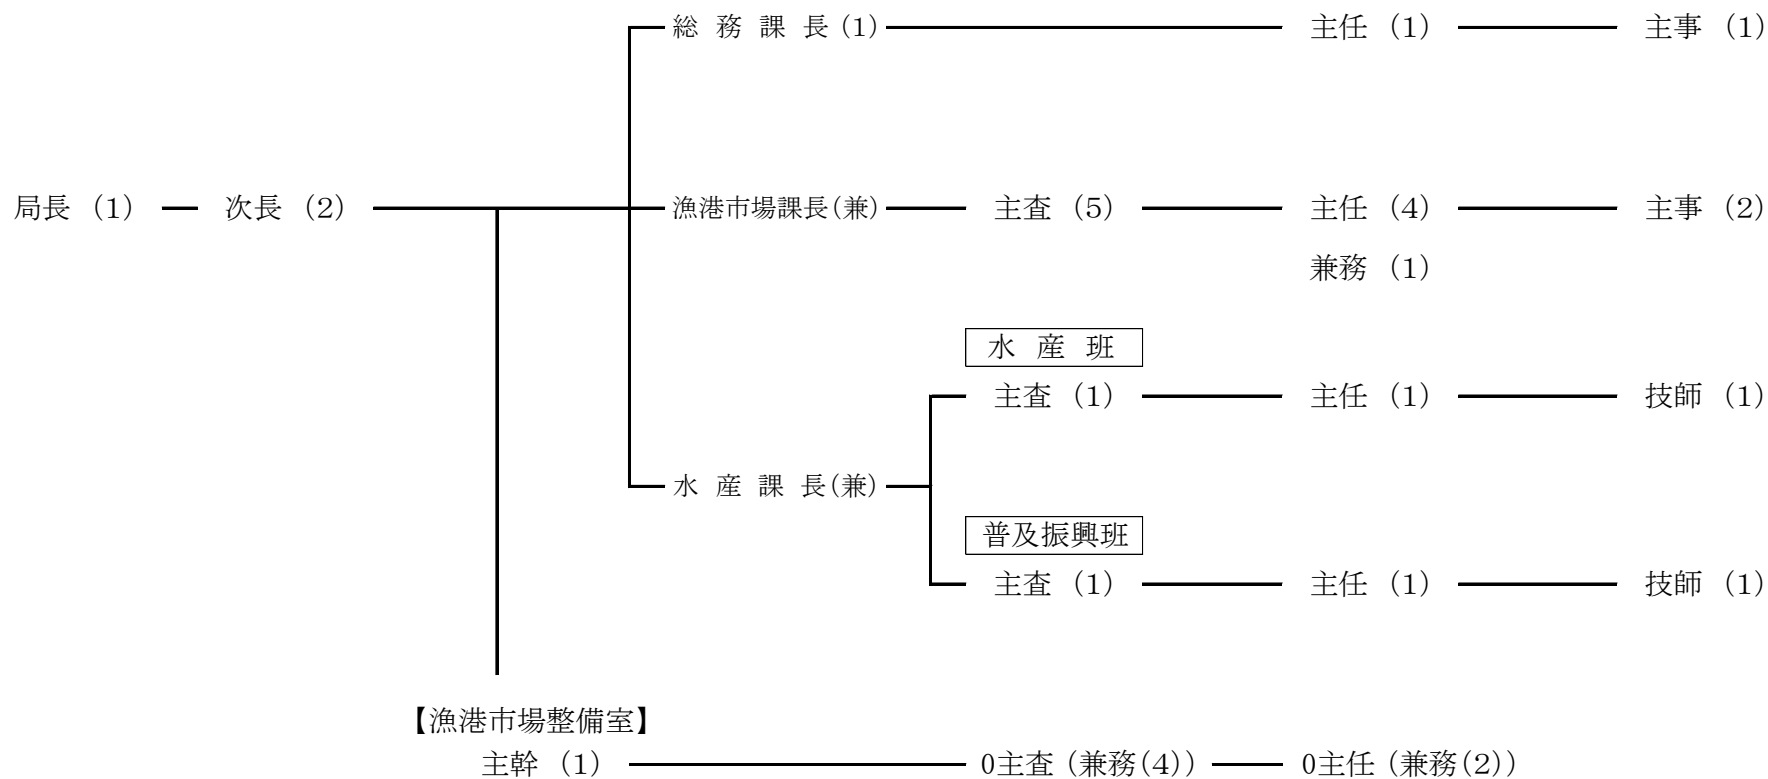 総務課長(1) 主任(1) 主事(1)
局長(1) 次長(2) 漁港市場課長(兼) 主査(5) 主任(4) 主事(2)
兼務(1)
水産班
主査(1) 主任(1) 技師(1)
水産課長(兼)
普及振興班
主査(1) 主任(1) 技師(1)
【漁港市場整備室】
主幹(1) 0主査(兼務(4)) 0主任(兼務(2))